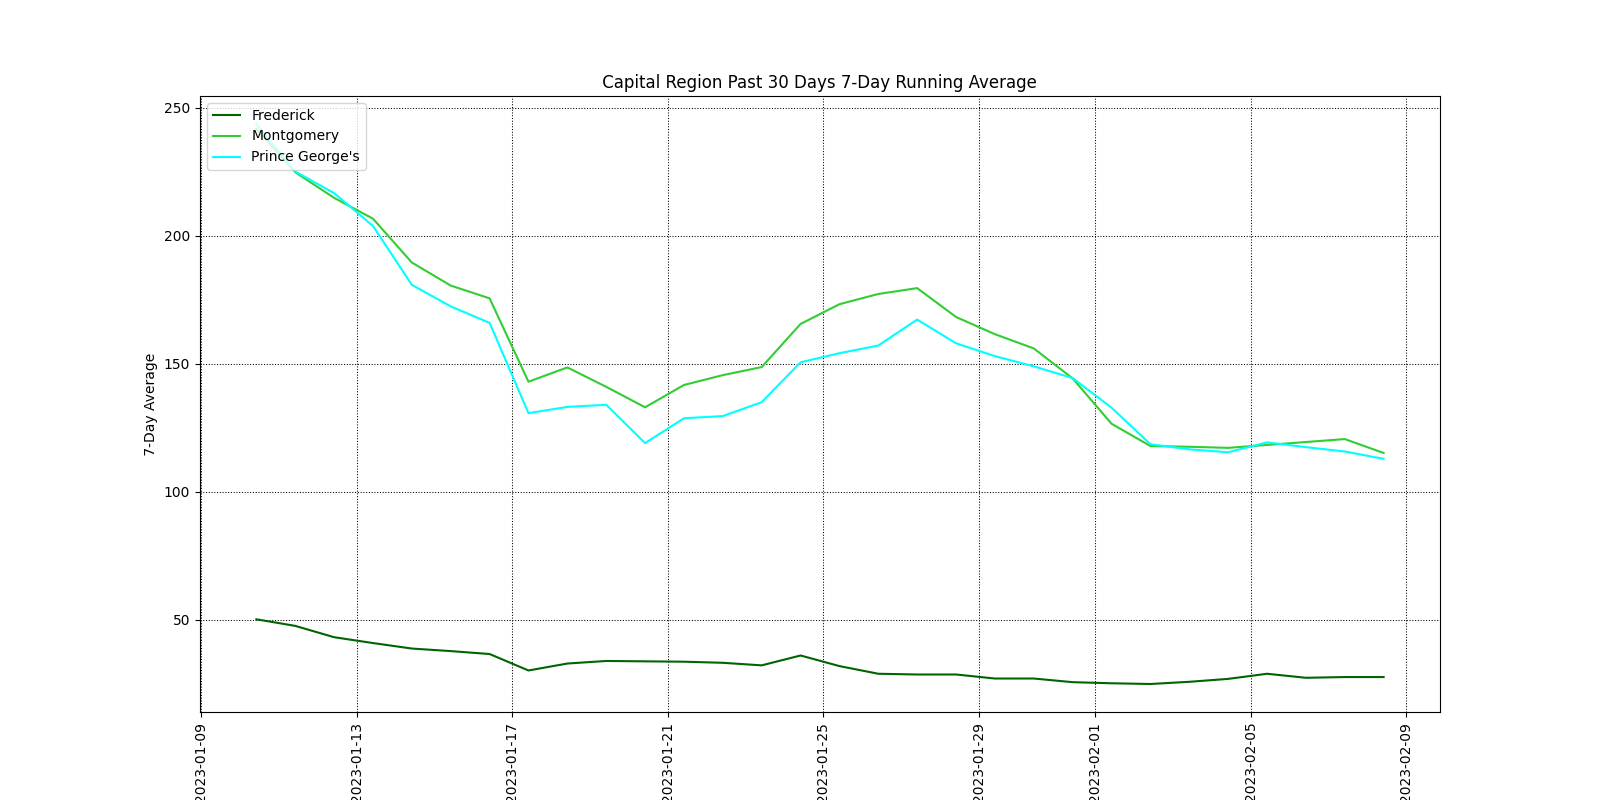 Capital Region Past 30 Days 7-Day Running Average
Frederick
Montgomery
Prince George's
7-Day Average
250
200
150
100
50
2023-01-09
2023-01-13
2023-01-17
2023-01-21
2023-01-25
2023-01-29
2023-02-01
2023-02-05
2023-02-09